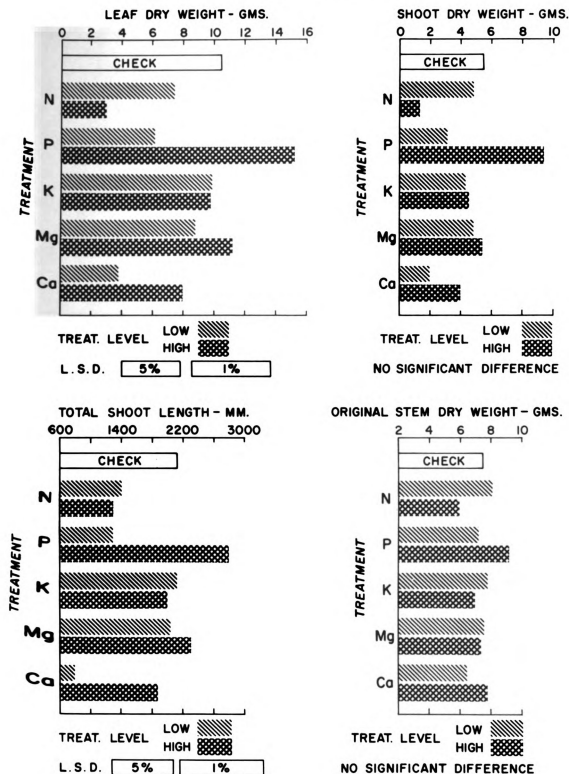 LEAF DRY WEIGHT - GMS.
0 2 4 6 8 10 12 14 16
CHECK
N
P
K
Mg
Ca
TREATMENT
TREAT. LEVEL LOW
HIGH
L.S.D. 5% 1%
SHOOT DRY WEIGHT - GMS.
0 2 4 6 8 10
CHECK
N
P
K
Mg
Ca
TREATMENT
TREAT. LEVEL LOW
HIGH
NO SIGNIFICANT DIFFERENCE
TOTAL SHOOT LENGTH - MM.
600 1400 2200 3000
CHECK
N
P
K
Mg
Ca
TREATMENT
TREAT. LEVEL LOW
HIGH
L.S.D. 5% 1%
ORIGINAL STEM DRY WEIGHT - GMS.
2 4 6 8 10
CHECK
N
P
K
Mg
Ca
TREATMENT
TREAT. LEVEL LOW
HIGH
NO SIGNIFICANT DIFFERENCE